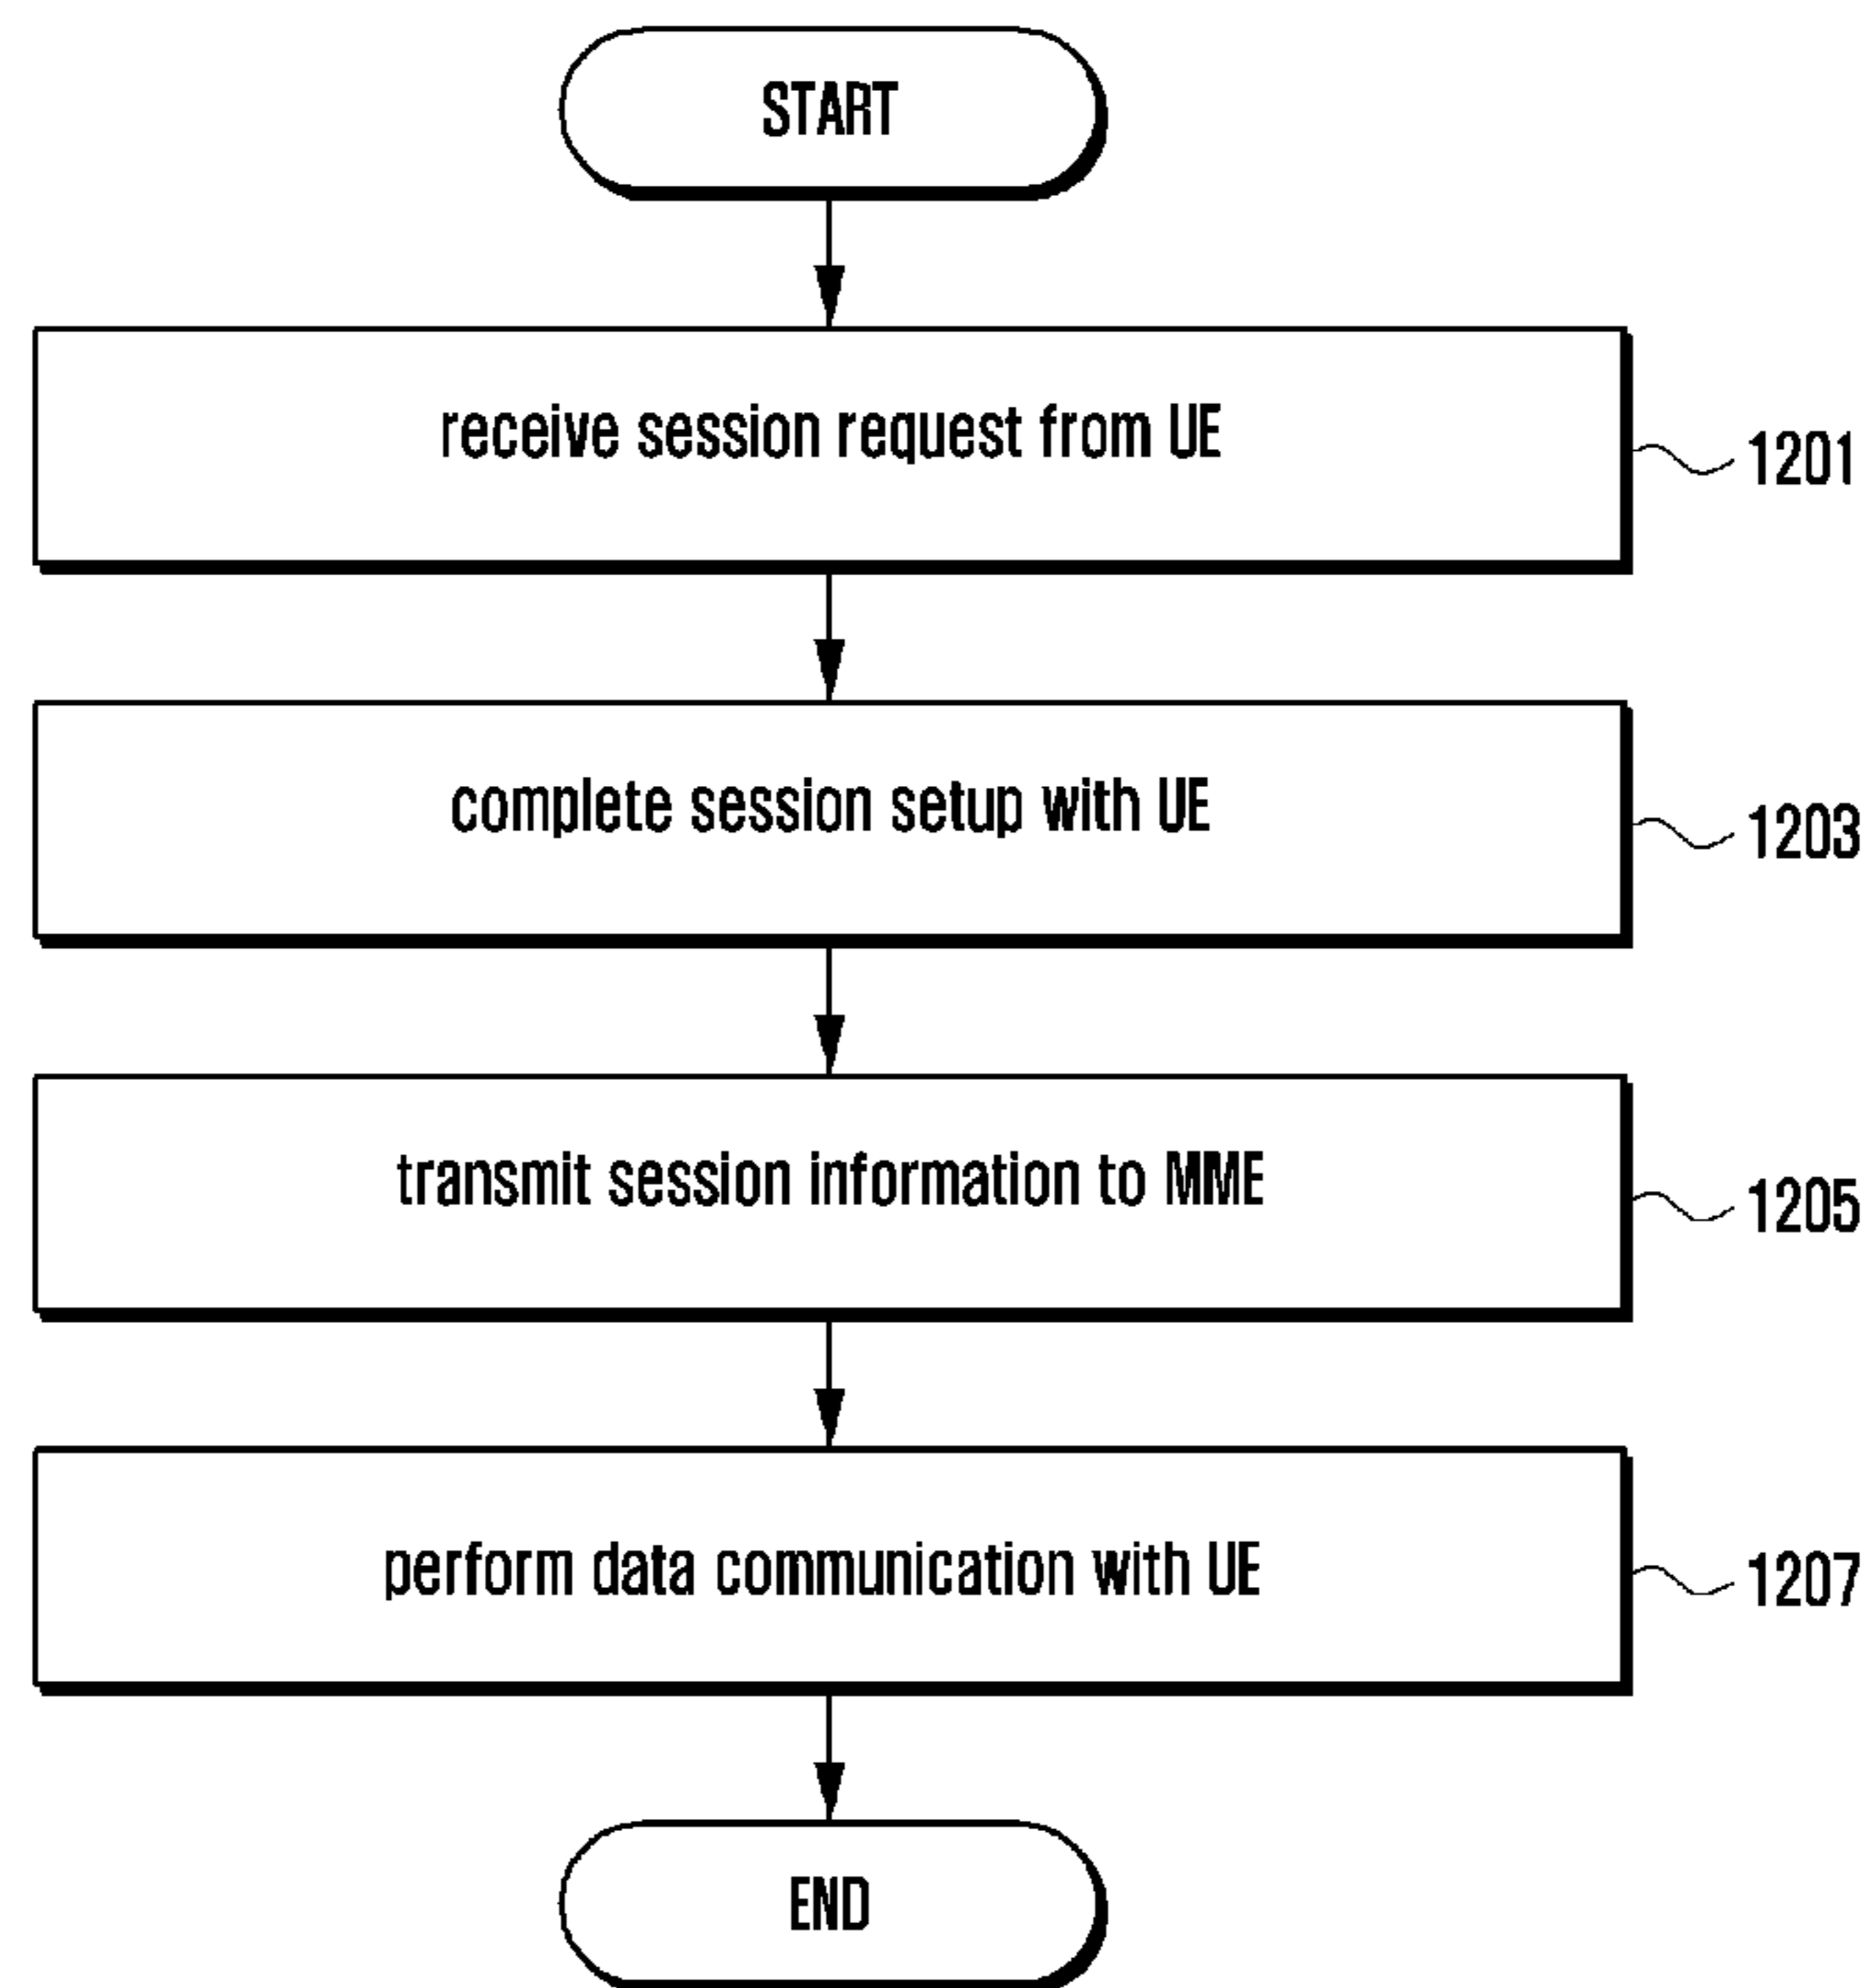 START
receive session request from UE
1201
complete session setup with UE
1203
transmit session information to MME
1205
perform data communication with UE
1207
END